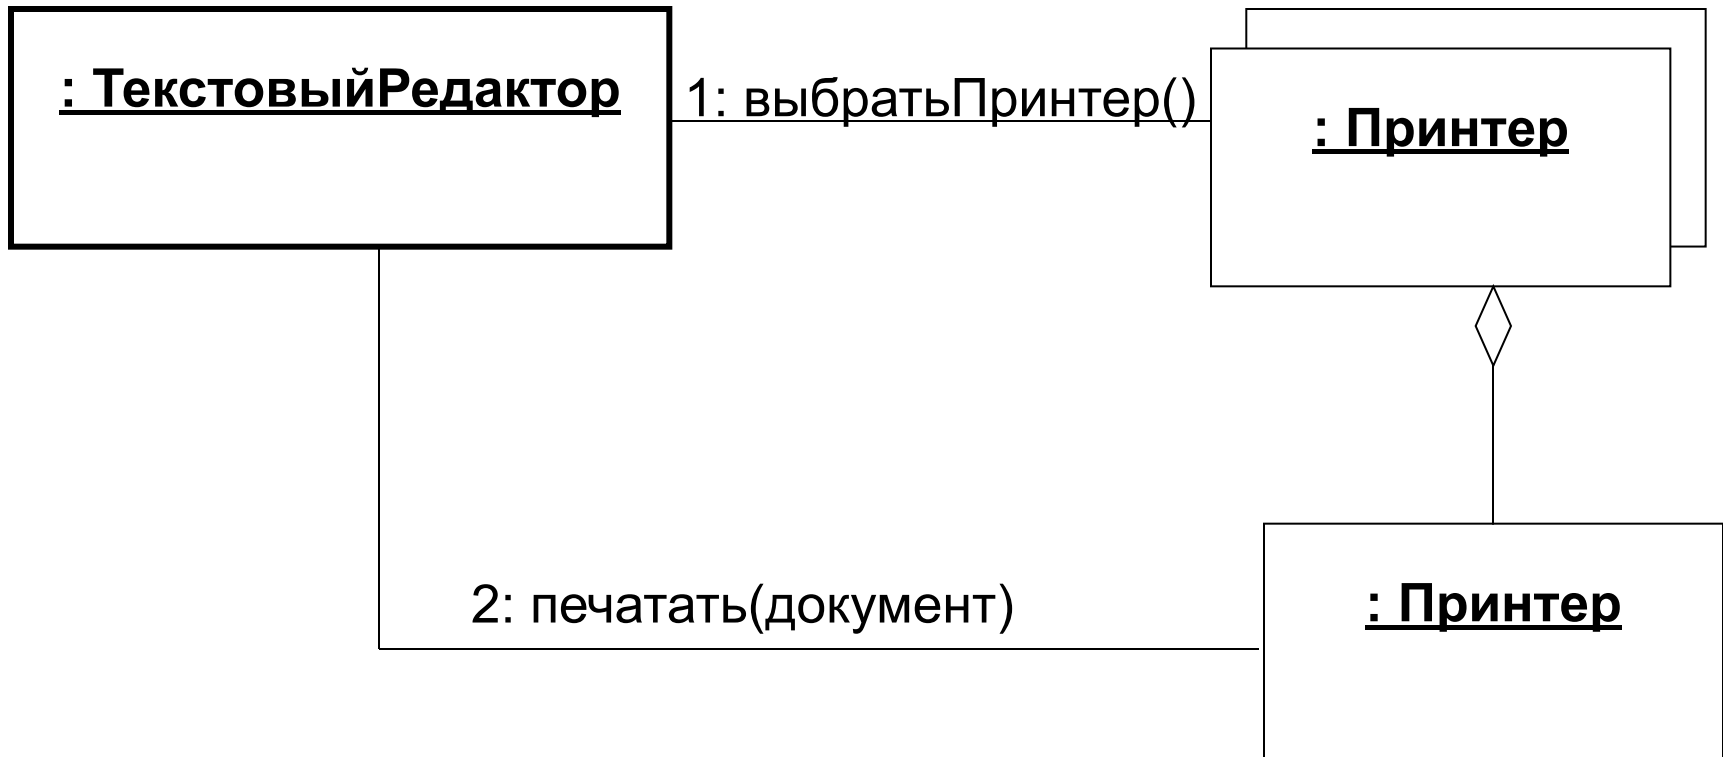 : ТекстовыйРедактор
1: выбратьПринтер()
: Принтер
2: печатать(документ)
: Принтер